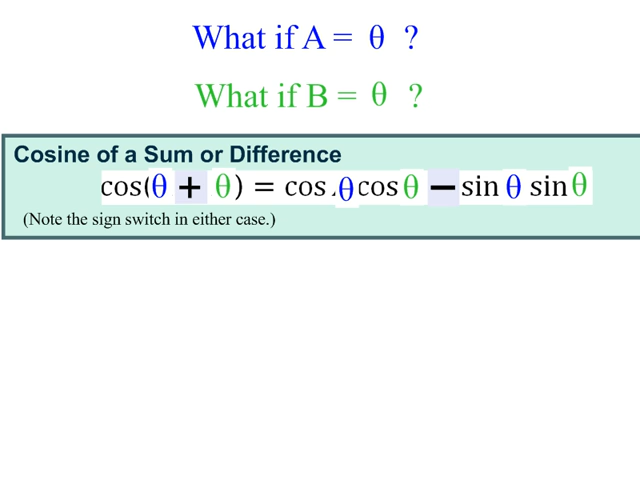 What if A = θ ?
What if B = θ ?
Cosine of a Sum or Difference
cos(θ + θ) = cos θ cos θ − sin θ sin θ
(Note the sign switch in either case.)